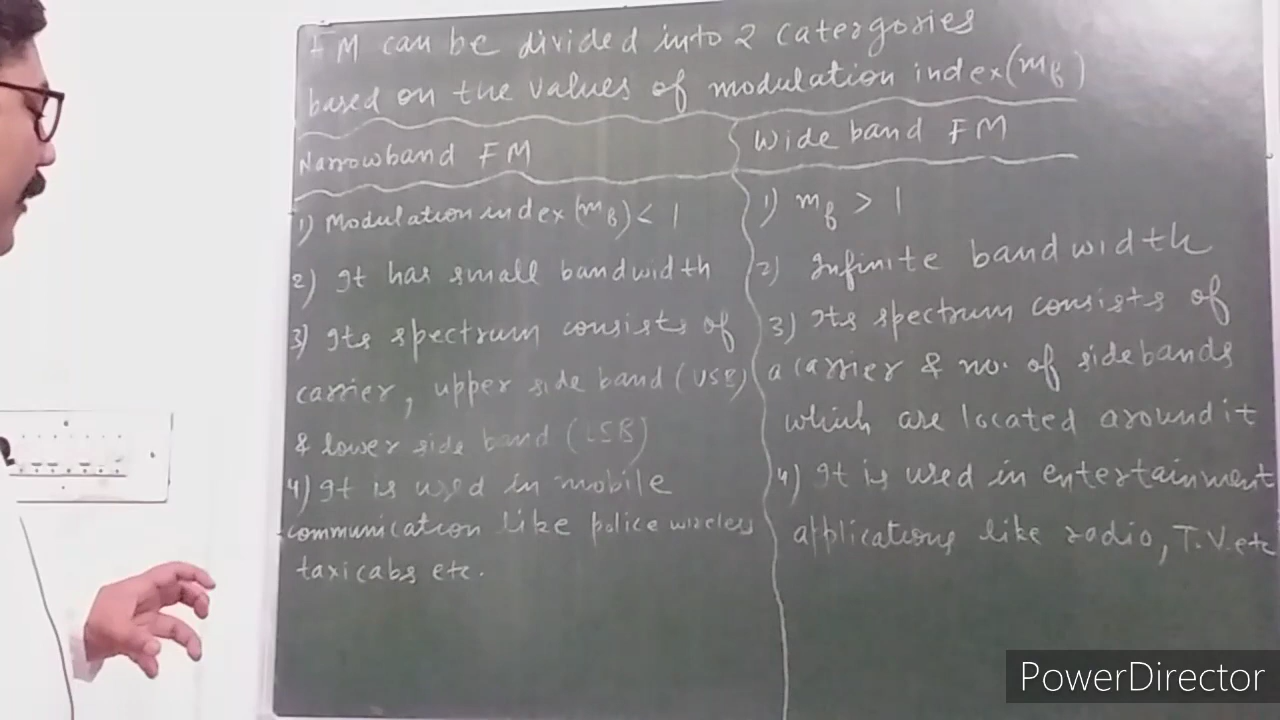 FM can be divided into 2 catergories
based on the values of modulation index (mf)
Narrowband FM
1) Modulation index (mf) < 1
2) It has small bandwidth
3) Its spectrum consists of
carrier, upper side band (USB)
& lower side band (LSB)
4) It is used in mobile
communication like police wireless
taxicabs etc.
Wide band FM
1) mf > 1
2) Infinite bandwidth
3) Its spectrum consists of
a carrier & no. of sidebands
which are located around it
4) It is used in entertainment
applications like radio, T.V. etc
PowerDirector